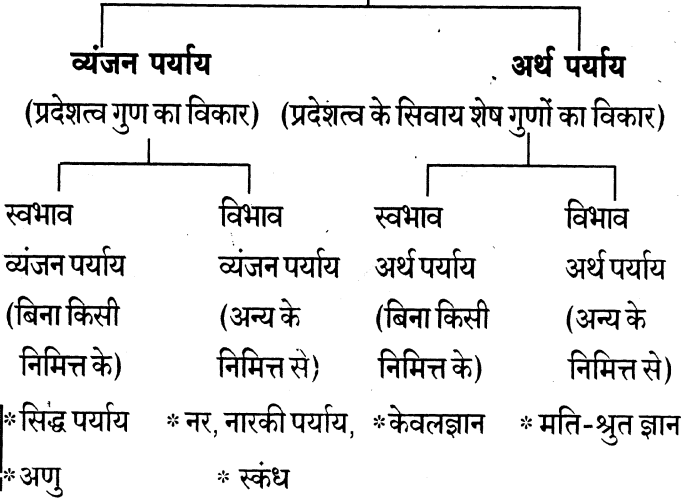 व्यंजन पर्याय अर्थ पर्याय
(प्रदेशत्व गुण का विकार) (प्रदेशत्व के सिवाय शेष गुणों का विकार)
स्वभाव विभाव स्वभाव विभाव
व्यंजन पर्याय व्यंजन पर्याय अर्थ पर्याय अर्थ पर्याय
(बिना किसी (अन्य के (बिना किसी (अन्य के
निमित्त के) निमित्त से) निमित्त के) निमित्त से)
*सिद्ध पर्याय *नर, नारकी पर्याय, *केवलज्ञान *मति-श्रुत ज्ञान
*अणु *स्कंध